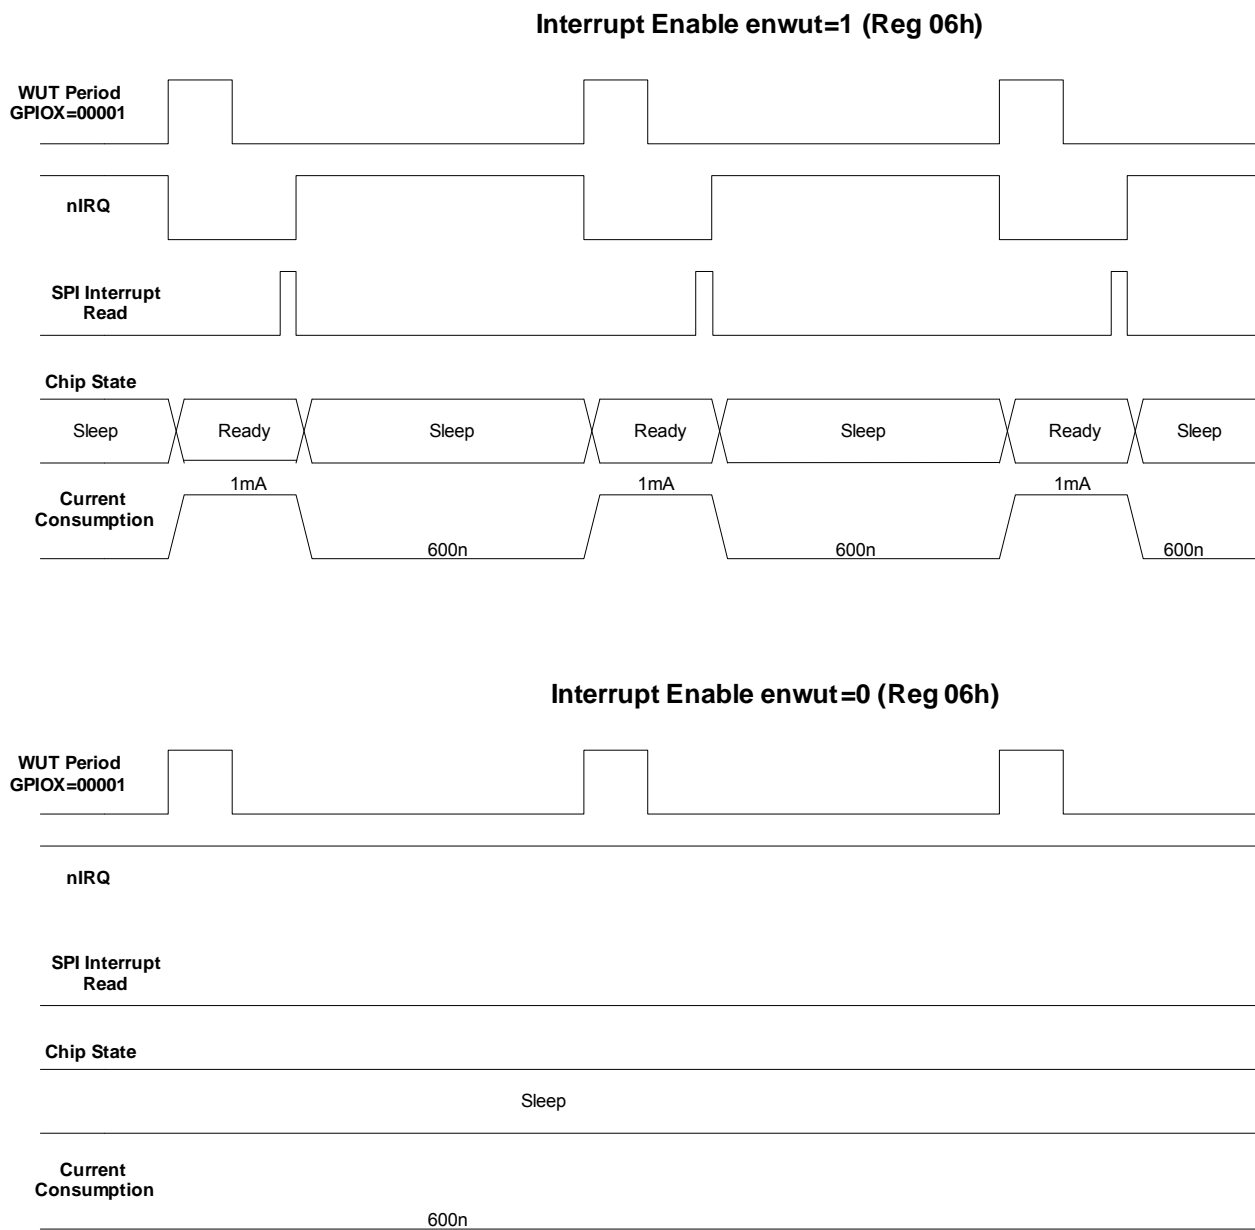 Interrupt Enable enwut=1 (Reg 06h)
WUT Period
GPIOX=00001
nIRQ
SPI Interrupt
Read
Chip State
Sleep Ready Sleep Ready Sleep Ready Sleep
1mA 1mA 1mA
Current
Consumption
600n 600n 600n
Interrupt Enable enwut=0 (Reg 06h)
WUT Period
GPIOX=00001
nIRQ
SPI Interrupt
Read
Chip State
Sleep
Current
Consumption
600n